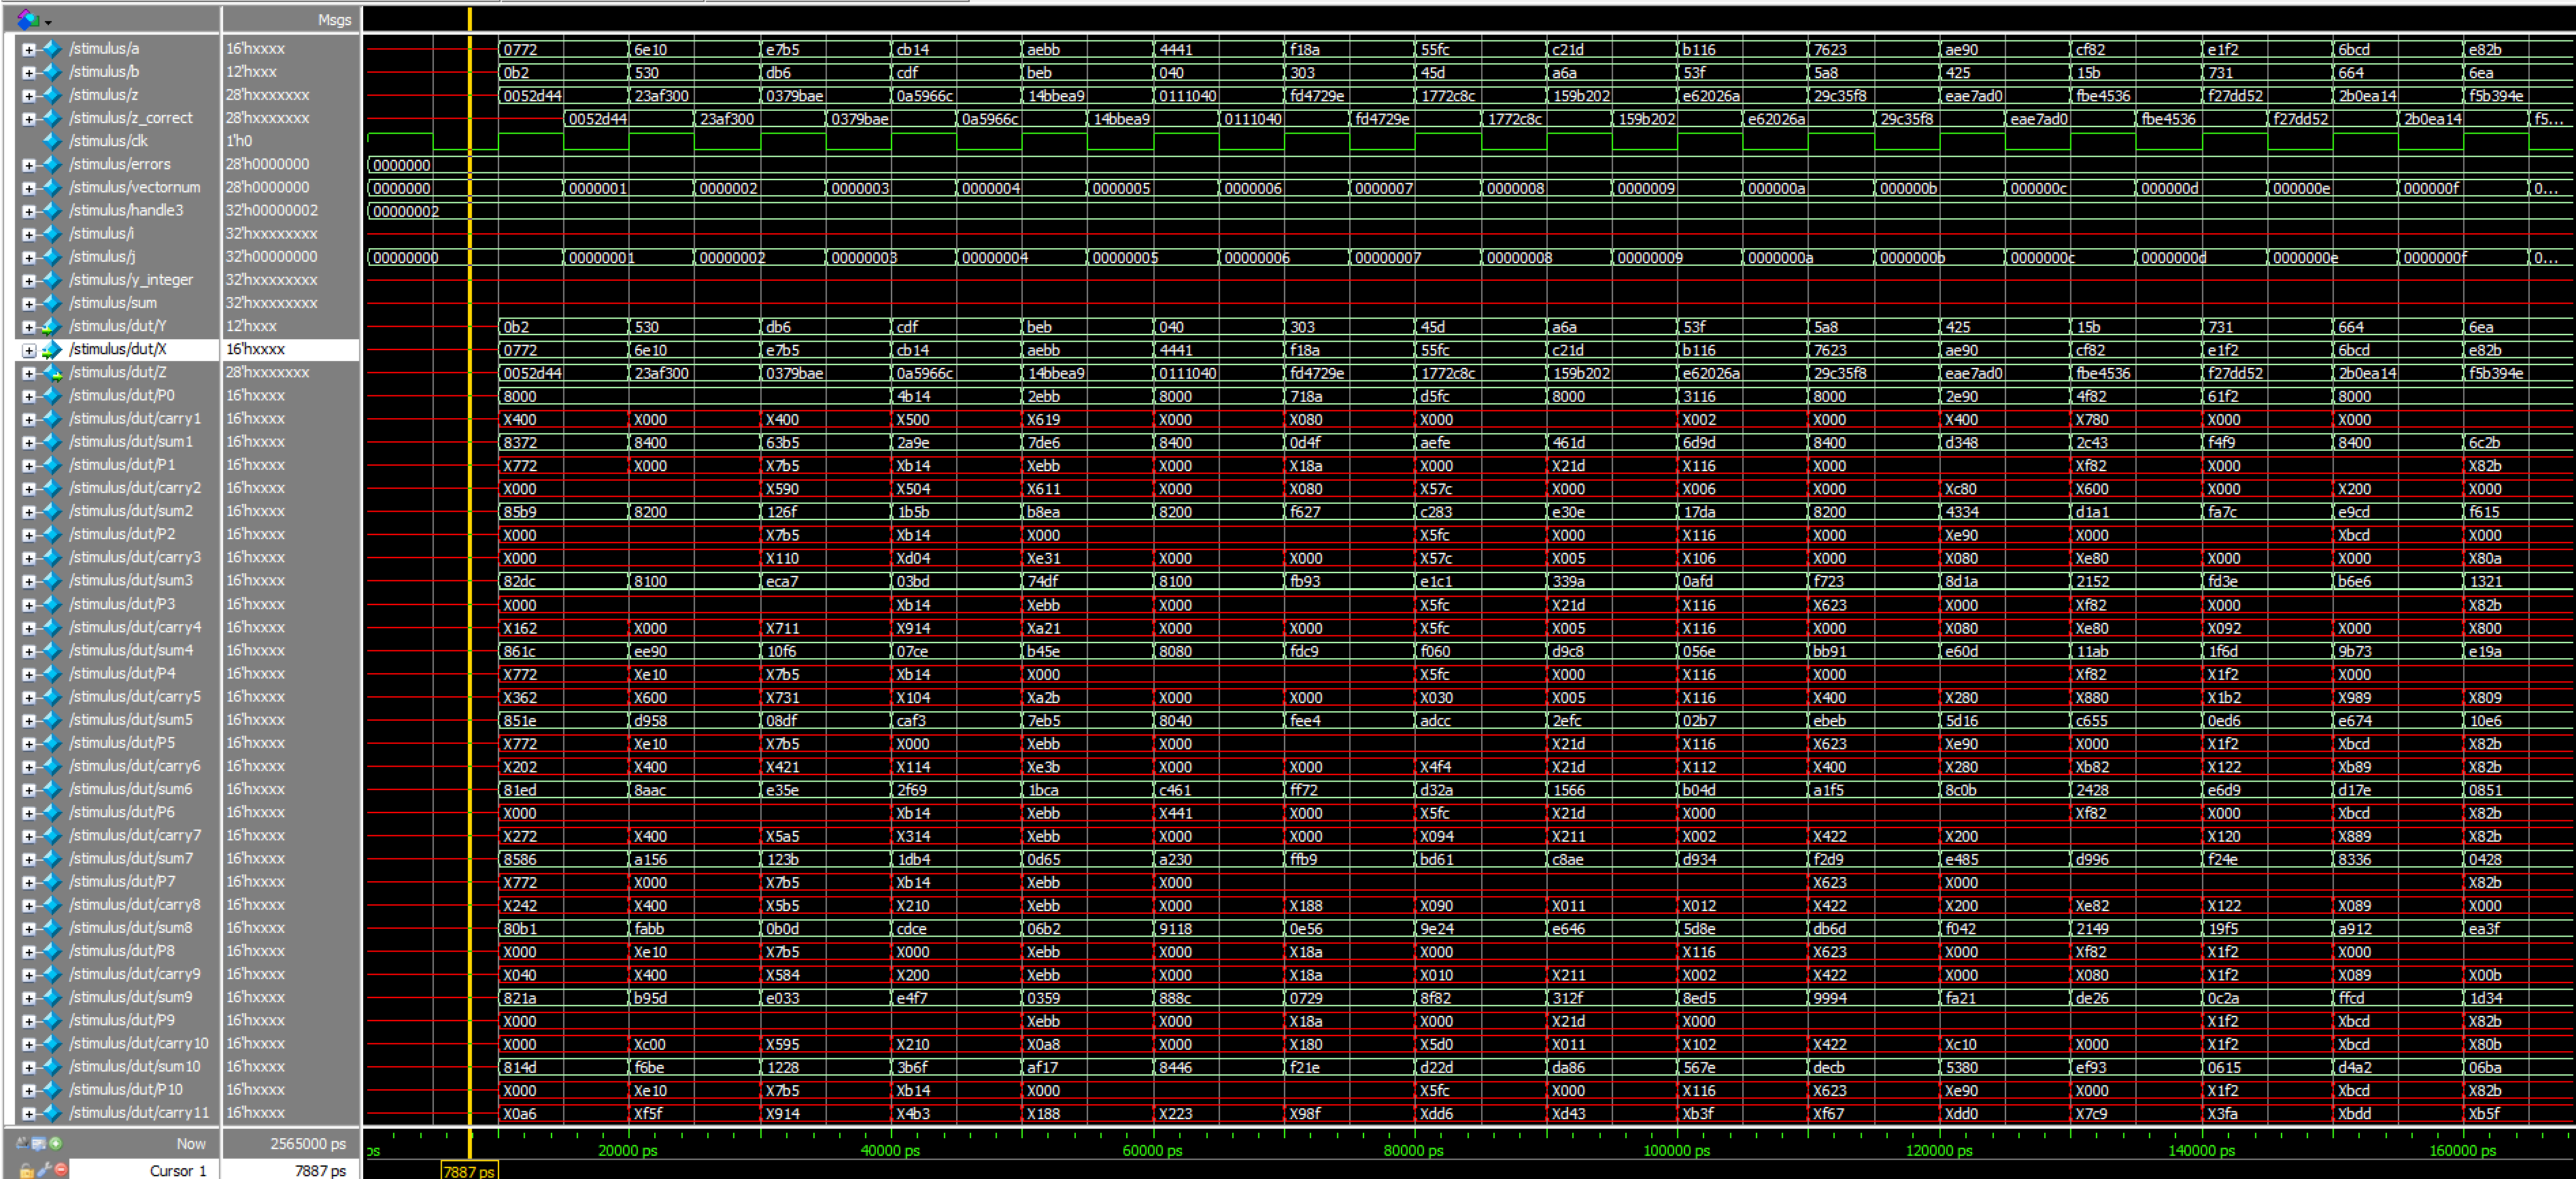 Msgs
/stimulus/a 16'hxxxx 0772 6e10 e7b5 cb14 aebb 4441 f18a 55fc c21d b116 7623 ae90 cf82 e1f2 6bcd e82b
/stimulus/b 12'hxxx 0b2 530 db6 cdf beb 040 303 45d a6a 53f 5a8 425 15b 731 664 6ea
/stimulus/z 28'hxxxxxxx 0052d44 23af300 0379bae 0a5966c 14bbea9 0111040 fd4729e 1772c8c 159b202 e62026a 29c35f8 eae7ad0 fbe4536 f27dd52 2b0ea14 f5b394e
/stimulus/z_correct 28'hxxxxxxx 0052d44 23af300 0379bae 0a5966c 14bbea9 0111040 fd4729e 1772c8c 159b202 e62026a 29c35f8 eae7ad0 fbe4536 f27dd52 2b0ea14 f5...
/stimulus/clk 1'h0
/stimulus/errors 28'h0000000 0000000
/stimulus/vectornum 28'h0000000 0000000 0000001 0000002 0000003 0000004 0000005 0000006 0000007 0000008 0000009 000000a 000000b 000000c 000000d 000000e 000000f 0...
/stimulus/handle3 32'h00000002 00000002
/stimulus/i 32'hxxxxxxxx
/stimulus/j 32'h00000000 00000000 00000001 00000002 00000003 00000004 00000005 00000006 00000007 00000008 00000009 0000000a 0000000b 0000000c 0000000d 0000000e 0000000f 0...
/stimulus/y_integer 32'hxxxxxxxx
/stimulus/sum 32'hxxxxxxxx
/stimulus/dut/Y 12'hxxx 0b2 530 db6 cdf beb 040 303 45d a6a 53f 5a8 425 15b 731 664 6ea
/stimulus/dut/X 16'hxxxx 0772 6e10 e7b5 cb14 aebb 4441 f18a 55fc c21d b116 7623 ae90 cf82 e1f2 6bcd e82b
/stimulus/dut/Z 28'hxxxxxxx 0052d44 23af300 0379bae 0a5966c 14bbea9 0111040 fd4729e 1772c8c 159b202 e62026a 29c35f8 eae7ad0 fbe4536 f27dd52 2b0ea14 f5b394e
/stimulus/dut/P0 16'hxxxx 8000 4b14 2ebb 8000 718a d5fc 8000 3116 8000 2e90 4f82 61f2 8000
/stimulus/dut/carry1 16'hxxxx X400 X000 X400 X500 X619 X000 X080 X000 X002 X000 X400 X780 X000 X000
/stimulus/dut/sum1 16'hxxxx 8372 8400 63b5 2a9e 7de6 8400 0d4f aefe 461d 6d9d 8400 d348 2c43 f4f9 8400 6c2b
/stimulus/dut/P1 16'hxxxx X772 X000 X7b5 Xb14 Xebb X000 X18a X000 X21d X116 X000 Xf82 X000 X82b
/stimulus/dut/carry2 16'hxxxx X000 X590 X504 X611 X000 X080 X57c X000 X006 X000 Xc80 X600 X000 X200 X000
/stimulus/dut/sum2 16'hxxxx 85b9 8200 126f 1b5b b8ea 8200 f627 c283 e30e 17da 8200 4334 d1a1 fa7c e9cd f615
/stimulus/dut/P2 16'hxxxx X000 X7b5 Xb14 X000 X5fc X000 X116 X000 Xe90 X000 Xbcd X000
/stimulus/dut/carry3 16'hxxxx X000 X110 Xd04 Xe31 X000 X000 X57c X005 X106 X000 X080 Xe80 X000 X000 X80a
/stimulus/dut/sum3 16'hxxxx 82dc 8100 eca7 03bd 74df 8100 fb93 e1c1 339a 0afd f723 8d1a 2152 fd3e b6e6 1321
/stimulus/dut/P3 16'hxxxx X000 Xb14 Xebb X000 X5fc X21d X116 X623 X000 Xf82 X000 X82b
/stimulus/dut/carry4 16'hxxxx X162 X000 X711 X914 Xa21 X000 X000 X5fc X005 X116 X000 X080 Xe80 X092 X000 X800
/stimulus/dut/sum4 16'hxxxx 861c ee90 10f6 07ce b45e 8080 fdc9 f060 d9c8 056e bb91 e60d 11ab 1f6d 9b73 e19a
/stimulus/dut/P4 16'hxxxx X772 Xe10 X7b5 Xb14 X000 X5fc X000 X116 X000 Xf82 X1f2 X000
/stimulus/dut/carry5 16'hxxxx X362 X600 X731 X104 Xa2b X000 X000 X030 X005 X116 X400 X280 X880 X1b2 X989 X809
/stimulus/dut/sum5 16'hxxxx 851e d958 08df caf3 7eb5 8040 fee4 adcc 2efc 02b7 ebeb 5d16 c655 0ed6 e674 10e6
/stimulus/dut/P5 16'hxxxx X772 Xe10 X7b5 X000 Xebb X000 X21d X116 X623 Xe90 X000 X1f2 Xbcd X82b
/stimulus/dut/carry6 16'hxxxx X202 X400 X421 X114 Xe3b X000 X000 X4f4 X21d X112 X400 X280 Xb82 X122 Xb89 X82b
/stimulus/dut/sum6 16'hxxxx 81ed 8aac e35e 2f69 1bca c461 ff72 d32a 1566 b04d a1f5 8c0b 2428 e6d9 d17e 0851
/stimulus/dut/P6 16'hxxxx X000 Xb14 Xebb X441 X000 X5fc X21d X000 Xf82 X000 Xbcd X82b
/stimulus/dut/carry7 16'hxxxx X272 X400 X5a5 X314 Xebb X000 X000 X094 X211 X002 X422 X200 X120 X889 X82b
/stimulus/dut/sum7 16'hxxxx 8586 a156 123b 1db4 0d65 a230 ffb9 bd61 c8ae d934 f2d9 e485 d996 f24e 8336 0428
/stimulus/dut/P7 16'hxxxx X772 X000 X7b5 Xb14 Xebb X000 X623 X000 X82b
/stimulus/dut/carry8 16'hxxxx X242 X400 X5b5 X210 Xebb X000 X188 X090 X011 X012 X422 X200 Xe82 X122 X089 X000
/stimulus/dut/sum8 16'hxxxx 80b1 fabb 0b0d cdce 06b2 9118 0e56 9e24 e646 5d8e db6d f042 2149 19f5 a912 ea3f
/stimulus/dut/P8 16'hxxxx X000 Xe10 X7b5 X000 Xebb X000 X18a X000 X116 X623 X000 Xf82 X1f2 X000
/stimulus/dut/carry9 16'hxxxx X040 X400 X584 X200 Xebb X000 X18a X010 X211 X002 X422 X000 X080 X1f2 X089 X00b
/stimulus/dut/sum9 16'hxxxx 821a b95d e033 e4f7 0359 888c 0729 8f82 312f 8ed5 9994 fa21 de26 0c2a ffcd 1d34
/stimulus/dut/P9 16'hxxxx X000 Xebb X000 X18a X000 X21d X000 X1f2 Xbcd X82b
/stimulus/dut/carry10 16'hxxxx X000 Xc00 X595 X210 X0a8 X000 X180 X5d0 X011 X102 X422 Xc10 X000 X1f2 Xbcd X80b
/stimulus/dut/sum10 16'hxxxx 814d f6be 1228 3b6f af17 8446 f21e d22d da86 567e decb 5380 ef93 0615 d4a2 06ba
/stimulus/dut/P10 16'hxxxx X000 Xe10 X7b5 Xb14 X000 X5fc X000 X116 X623 Xe90 X000 X1f2 Xbcd X82b
/stimulus/dut/carry11 16'hxxxx X0a6 Xf5f X914 X4b3 X188 X223 X98f Xdd6 Xd43 Xb3f Xf67 Xdd0 X7c9 X3fa Xbdd Xb5f
Now 2565000 ps ps 20000 ps 40000 ps 60000 ps 80000 ps 100000 ps 120000 ps 140000 ps 160000 ps
Cursor 1 7887 ps 7887 ps